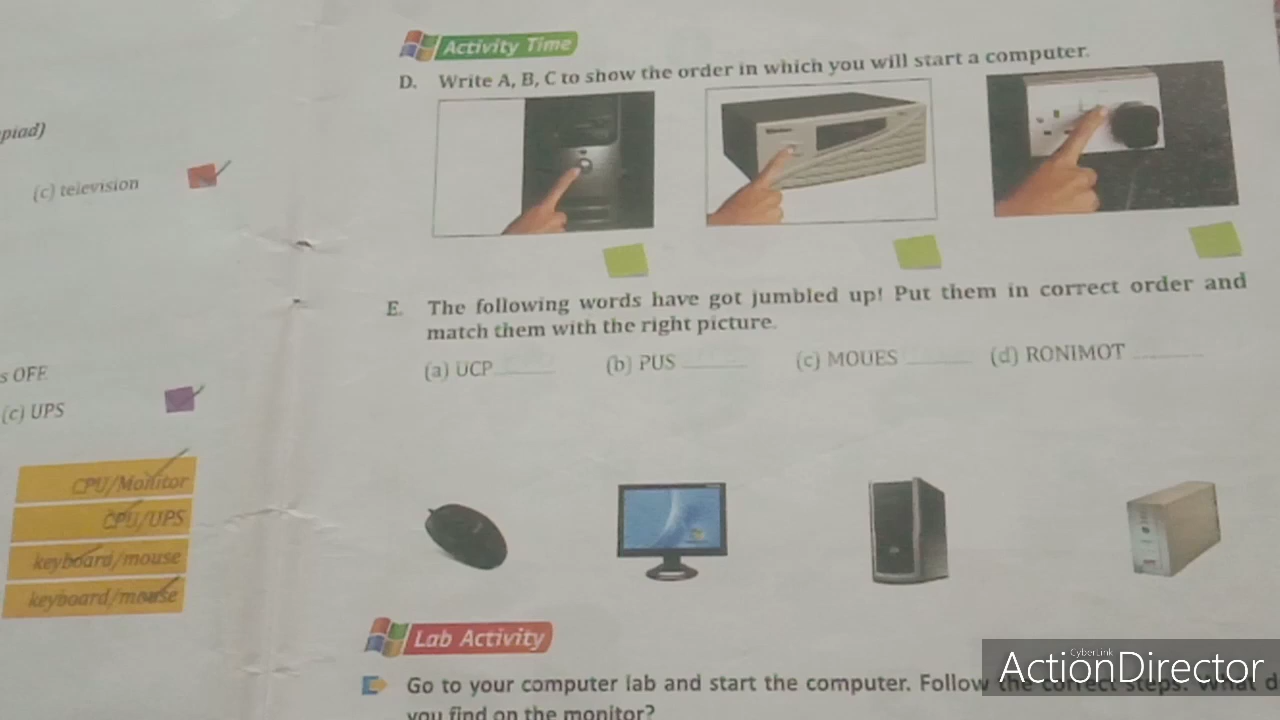 piad)
(c) television
s OFF
(c) UPS
CPU/Monitor
CPU/UPS
keyboard/mouse
keyboard/mouse
Activity Time
D. Write A, B, C to show the order in which you will start a computer.
E. The following words have got jumbled up! Put them in correct order and
match them with the right picture.
(a) UCP ______ (b) PUS ______ (c) MOUES ______ (d) RONIMOT ______
Lab Activity
Go to your computer lab and start the computer. Follow the correct steps. What d
you find on the monitor?
CyberLink
ActionDirector